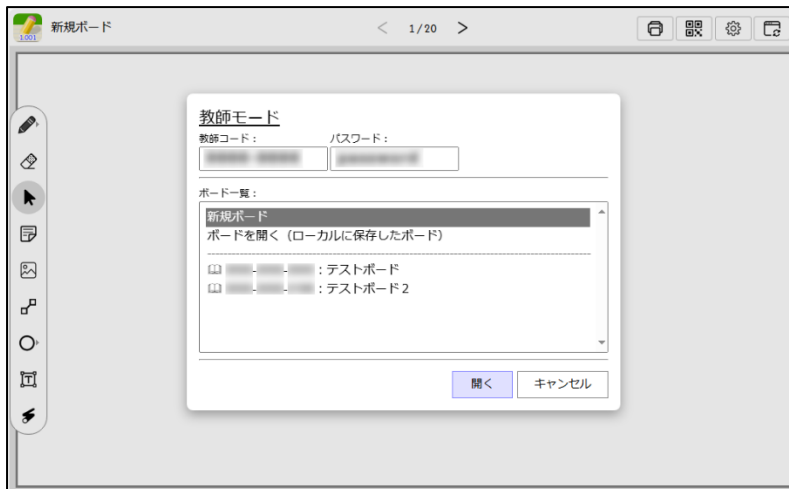 新規ボード
1/20
1.001
教師モード
教師コード： パスワード：
ボード一覧：
新規ボード
ボードを開く（ローカルに保存したボード）
：テストボード
：テストボード２
開く キャンセル
T